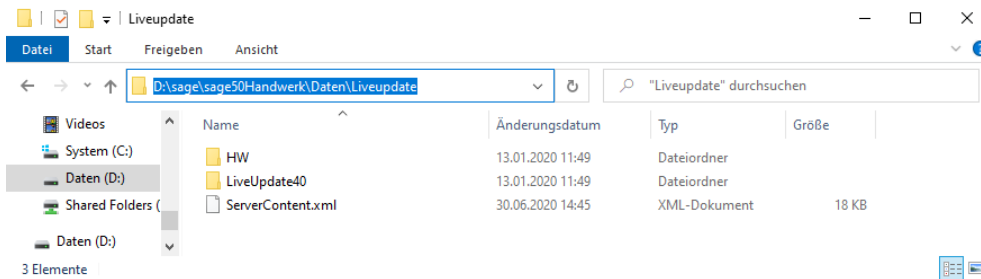 Liveupdate
Datei Start Freigeben Ansicht
D:\sage\sage50Handwerk\Daten\Liveupdate "Liveupdate" durchsuchen
Videos Name Änderungsdatum Typ Größe
System (C:) HW 13.01.2020 11:49 Dateiordner
Daten (D:) LiveUpdate40 13.01.2020 11:49 Dateiordner
Shared Folders ( ServerContent.xml 30.06.2020 14:45 XML-Dokument 18 KB
Daten (D:)
3 Elemente